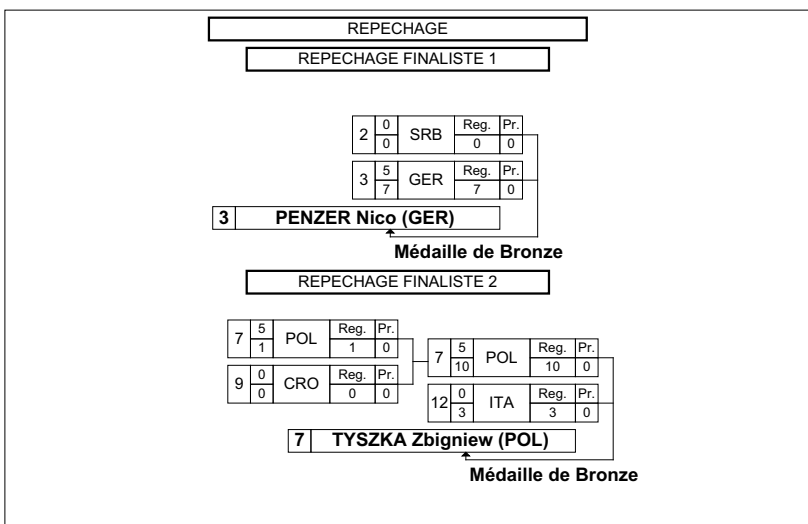 REPECHAGE
REPECHAGE FINALISTE 1
2 0 SRB Reg. Pr.
0 0 0
3 5 GER Reg. Pr.
7 7 0
3 PENZER Nico (GER)
Médaille de Bronze
REPECHAGE FINALISTE 2
7 5 POL Reg. Pr.
1 1 0
9 0 CRO Reg. Pr.
0 0 0
7 5 POL Reg. Pr.
10 10 0
12 0 ITA Reg. Pr.
3 3 0
7 TYSZKA Zbigniew (POL)
Médaille de Bronze